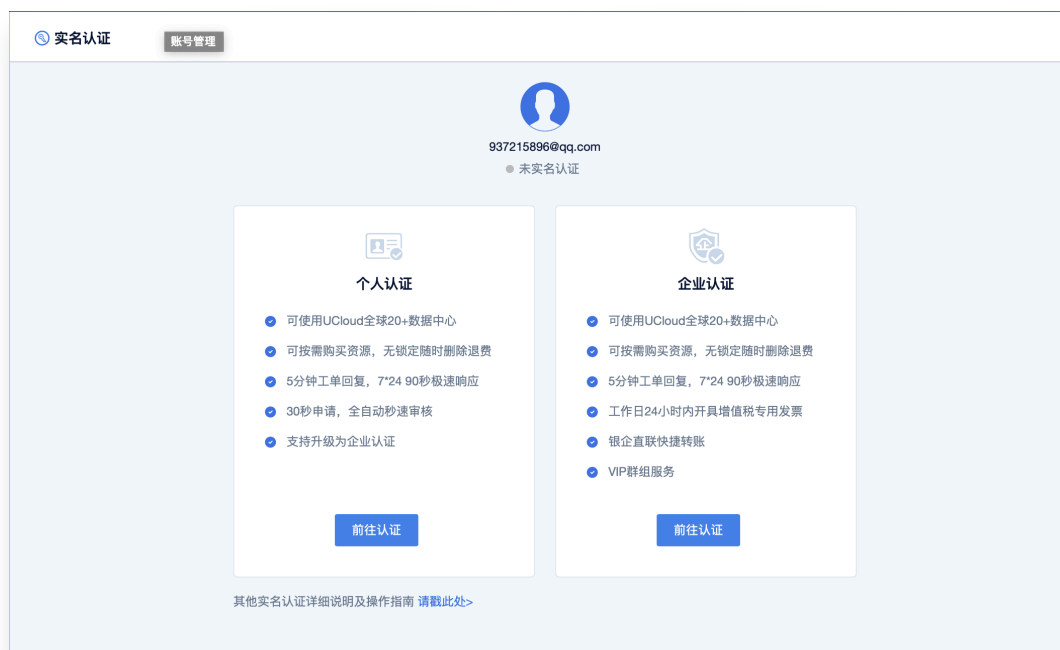 实名认证
账号管理
937215896@qq.com
未实名认证
个人认证
可使用UCloud全球20+数据中心
可按需购买资源，无锁定随时删除退费
5分钟工单回复，7*24 90秒极速响应
30秒申请，全自动秒速审核
支持升级为企业认证
前往认证
企业认证
可使用UCloud全球20+数据中心
可按需购买资源，无锁定随时删除退费
5分钟工单回复，7*24 90秒极速响应
工作日24小时内开具增值税专用发票
银企直联快捷转账
VIP群组服务
前往认证
其他实名认证详细说明及操作指南 请戳此处>